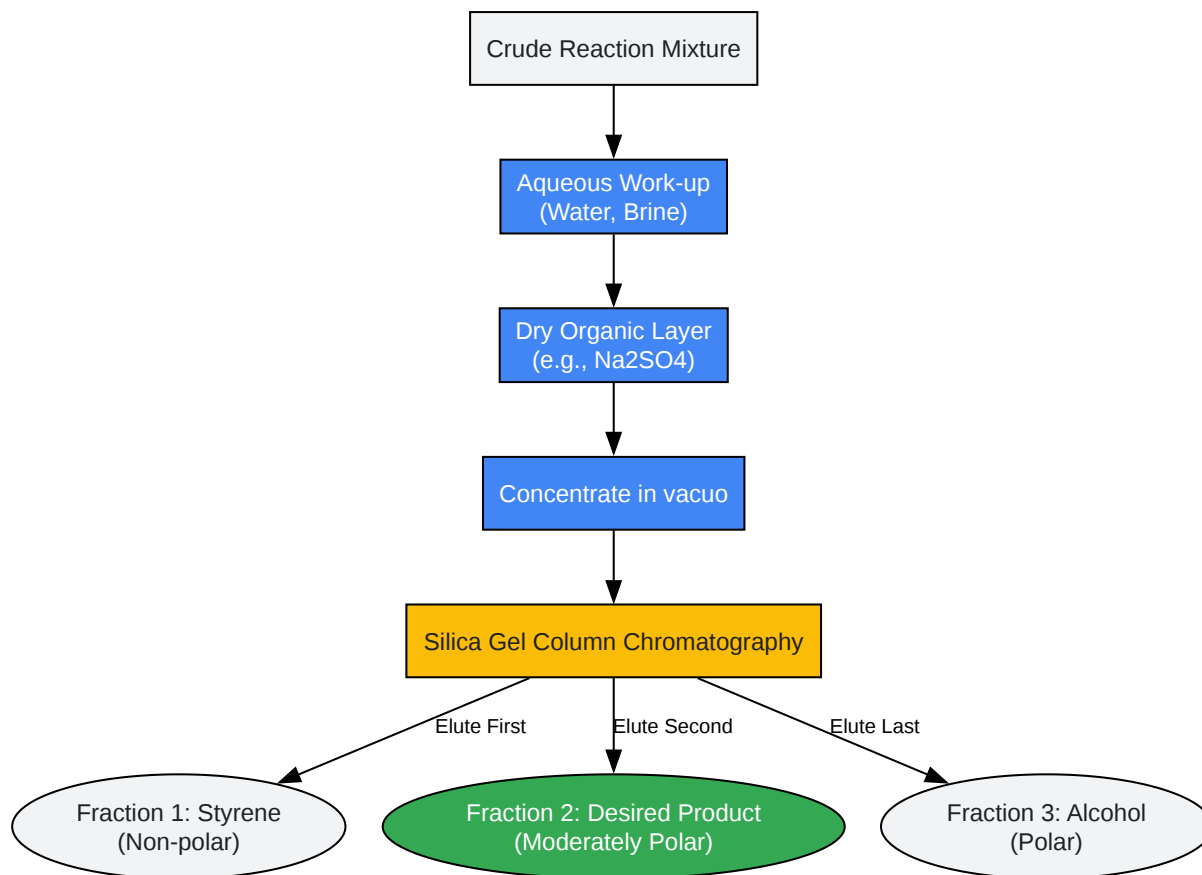 Crude Reaction Mixture
Aqueous Work-up
(Water, Brine)
Dry Organic Layer
(e.g., Na2SO4)
Concentrate in vacuo
Silica Gel Column Chromatography
Elute First
Elute Second
Elute Last
Fraction 1: Styrene
(Non-polar)
Fraction 2: Desired Product
(Moderately Polar)
Fraction 3: Alcohol
(Polar)